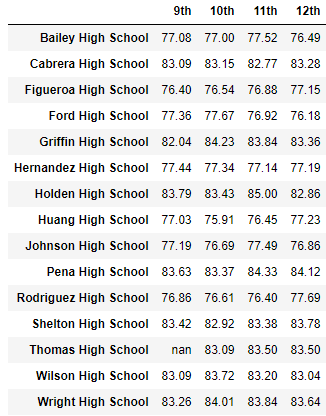 9th 10th 11th 12th
Bailey High School 77.08 77.00 77.52 76.49
Cabrera High School 83.09 83.15 82.77 83.28
Figueroa High School 76.40 76.54 76.88 77.15
Ford High School 77.36 77.67 76.92 76.18
Griffin High School 82.04 84.23 83.84 83.36
Hernandez High School 77.44 77.34 77.14 77.19
Holden High School 83.79 83.43 85.00 82.86
Huang High School 77.03 75.91 76.45 77.23
Johnson High School 77.19 76.69 77.49 76.86
Pena High School 83.63 83.37 84.33 84.12
Rodriguez High School 76.86 76.61 76.40 77.69
Shelton High School 83.42 82.92 83.38 83.78
Thomas High School nan 83.09 83.50 83.50
Wilson High School 83.09 83.72 83.20 83.04
Wright High School 83.26 84.01 83.84 83.64